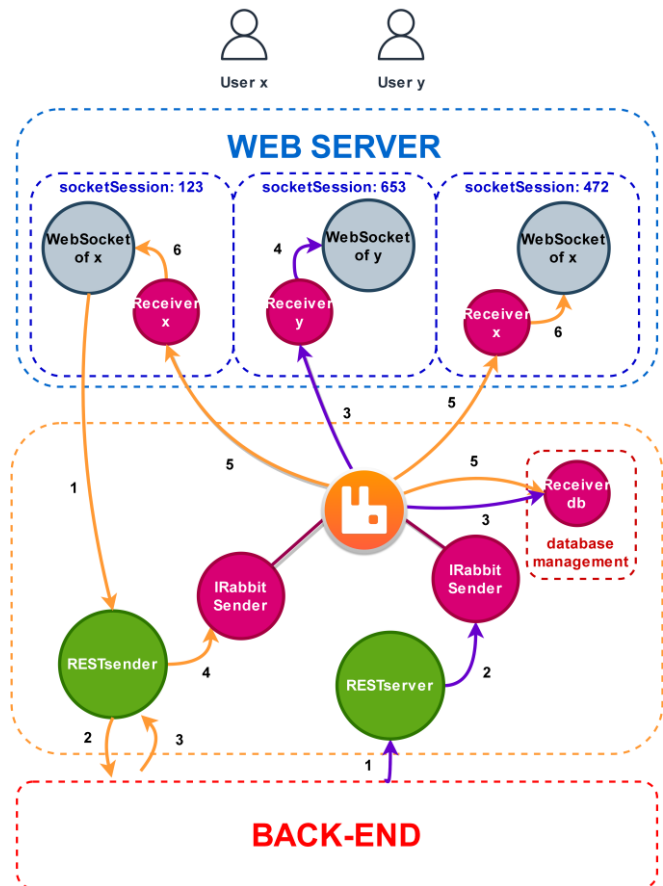 User x
User y
WEB SERVER
socketSession: 123
socketSession: 653
socketSession: 472
WebSocket
of x
6
4
WebSocket
of y
WebSocket
of x
Receiver
x
Receiver
y
Receiver
x
6
3
5
1
5
5
Receiver
db
3
database
management
IRabbit
Sender
IRabbit
Sender
RESTsender
4
RESTserver
2
2
3
1
BACK-END